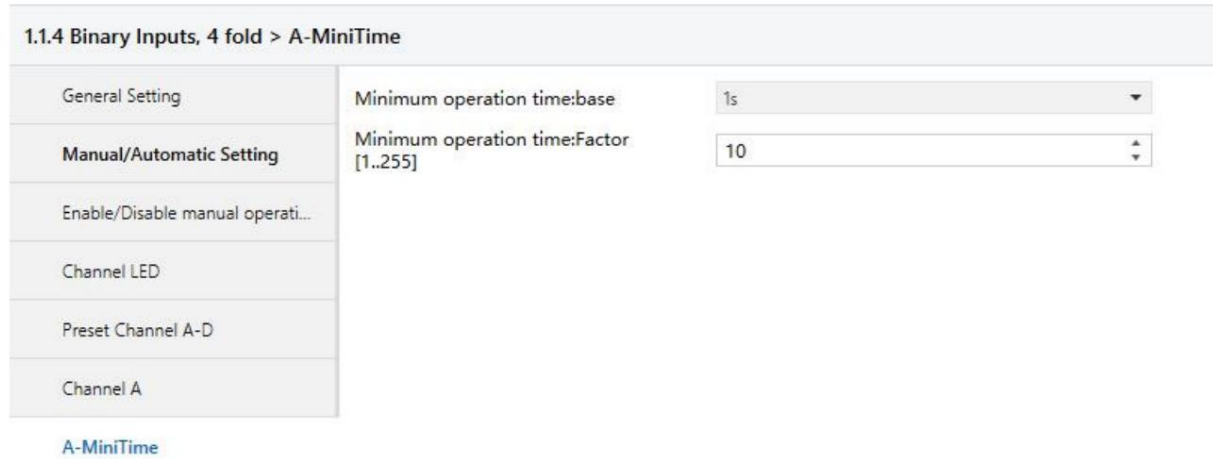 1.1.4 Binary Inputs, 4 fold > A-MiniTime
General Setting
Manual/Automatic Setting
Enable/Disable manual operati...
Channel LED
Preset Channel A-D
Channel A
A-MiniTime
Minimum operation time:base
1s
Minimum operation time:Factor
[1..255]
10